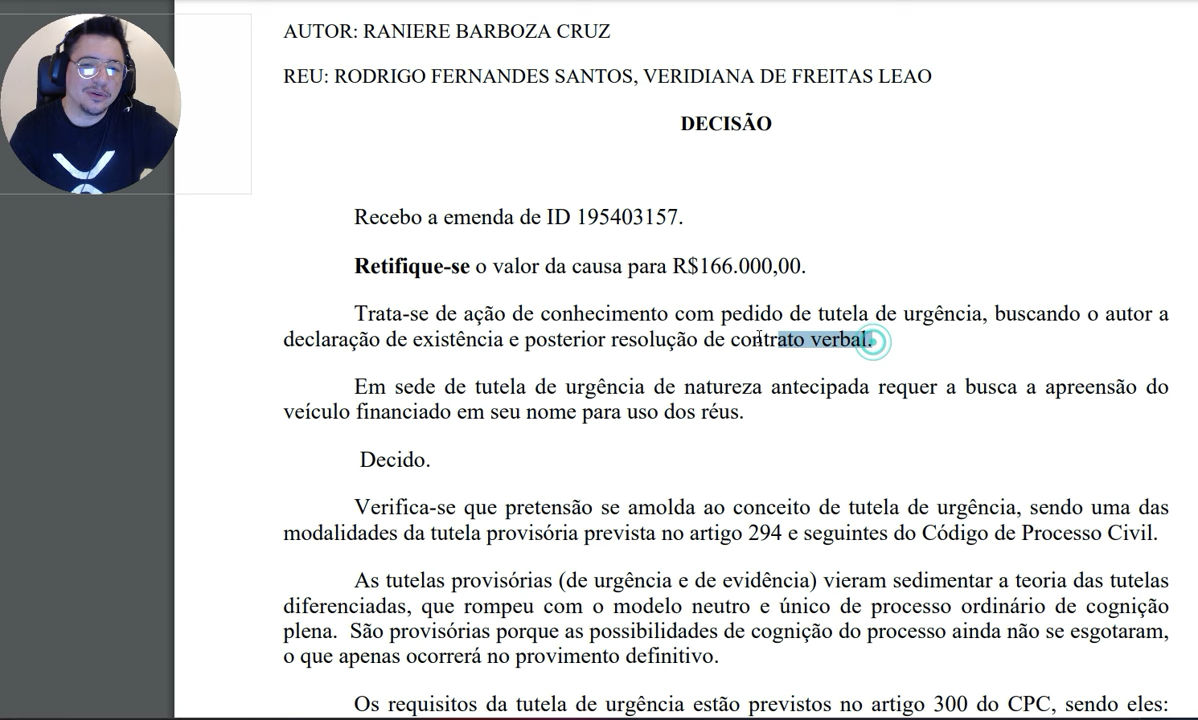 AUTOR: RANIERE BARBOZA CRUZ
REU: RODRIGO FERNANDES SANTOS, VERIDIANA DE FREITAS LEAO
DECISÃO
Recebo a emenda de ID 195403157.
Retifique-se o valor da causa para R$166.000,00.
Trata-se de ação de conhecimento com pedido de tutela de urgência, buscando o autor a
declaração de existência e posterior resolução de contrato verbal.
Em sede de tutela de urgência de natureza antecipada requer a busca a apreensão do
veículo financiado em seu nome para uso dos réus.
Decido.
Verifica-se que pretensão se amolda ao conceito de tutela de urgência, sendo uma das
modalidades da tutela provisória prevista no artigo 294 e seguintes do Código de Processo Civil.
As tutelas provisórias (de urgência e de evidência) vieram sedimentar a teoria das tutelas
diferenciadas, que rompeu com o modelo neutro e único de processo ordinário de cognição
plena. São provisórias porque as possibilidades de cognição do processo ainda não se esgotaram,
o que apenas ocorrerá no provimento definitivo.
Os requisitos da tutela de urgência estão previstos no artigo 300 do CPC, sendo eles: